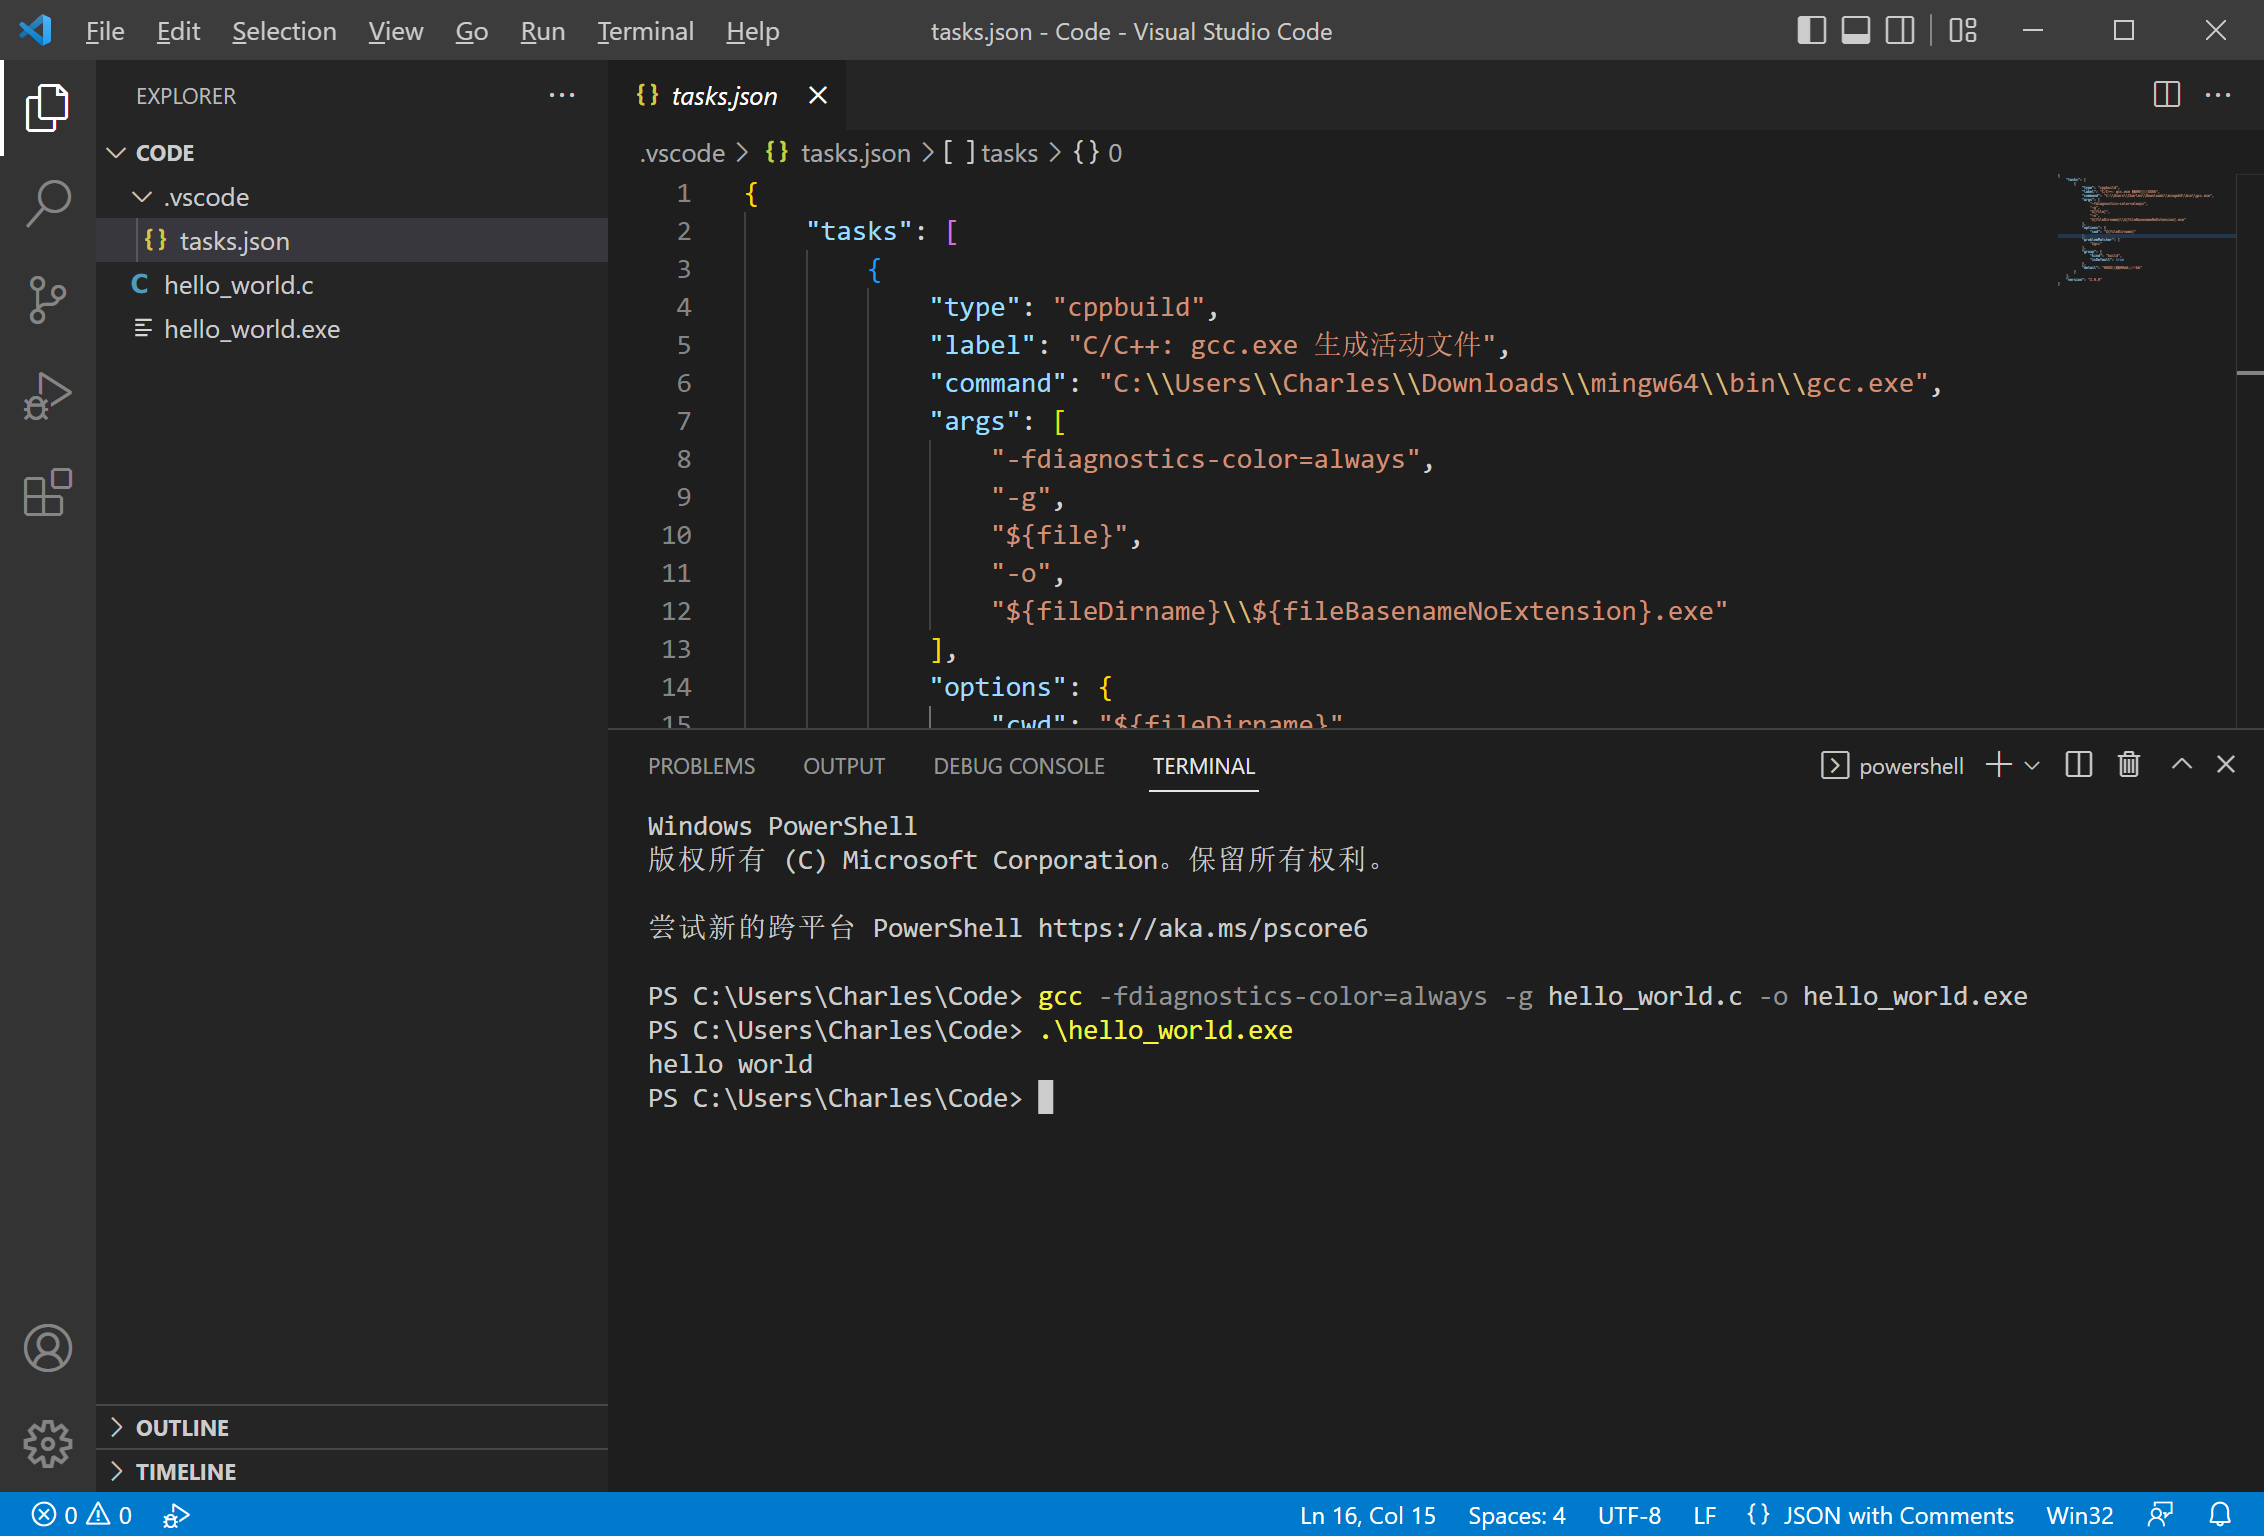 File Edit Selection View Go Run Terminal Help tasks.json - Code - Visual Studio Code
EXPLORER
CODE
.vscode
{} tasks.json
C hello_world.c
hello_world.exe
OUTLINE
TIMELINE
{} tasks.json
.vscode > {} tasks.json > [ ] tasks > {} 0
1 {
2 "tasks": [
3 {
4 "type": "cppbuild",
5 "label": "C/C++: gcc.exe 生成活动文件",
6 "command": "C:\\Users\\Charles\\Downloads\\mingw64\\bin\\gcc.exe",
7 "args": [
8 "-fdiagnostics-color=always",
9 "-g",
10 "${file}",
11 "-o",
12 "${fileDirname}\\${fileBasenameNoExtension}.exe"
13 ],
14 "options": {
15 "cwd": "${fileDirname}"
PROBLEMS OUTPUT DEBUG CONSOLE TERMINAL powershell
Windows PowerShell
版权所有 (C) Microsoft Corporation。保留所有权利。
尝试新的跨平台 PowerShell https://aka.ms/pscore6
PS C:\Users\Charles\Code> gcc -fdiagnostics-color=always -g hello_world.c -o hello_world.exe
PS C:\Users\Charles\Code> .\hello_world.exe
hello world
PS C:\Users\Charles\Code>
0 0 Ln 16, Col 15 Spaces: 4 UTF-8 LF {} JSON with Comments Win32